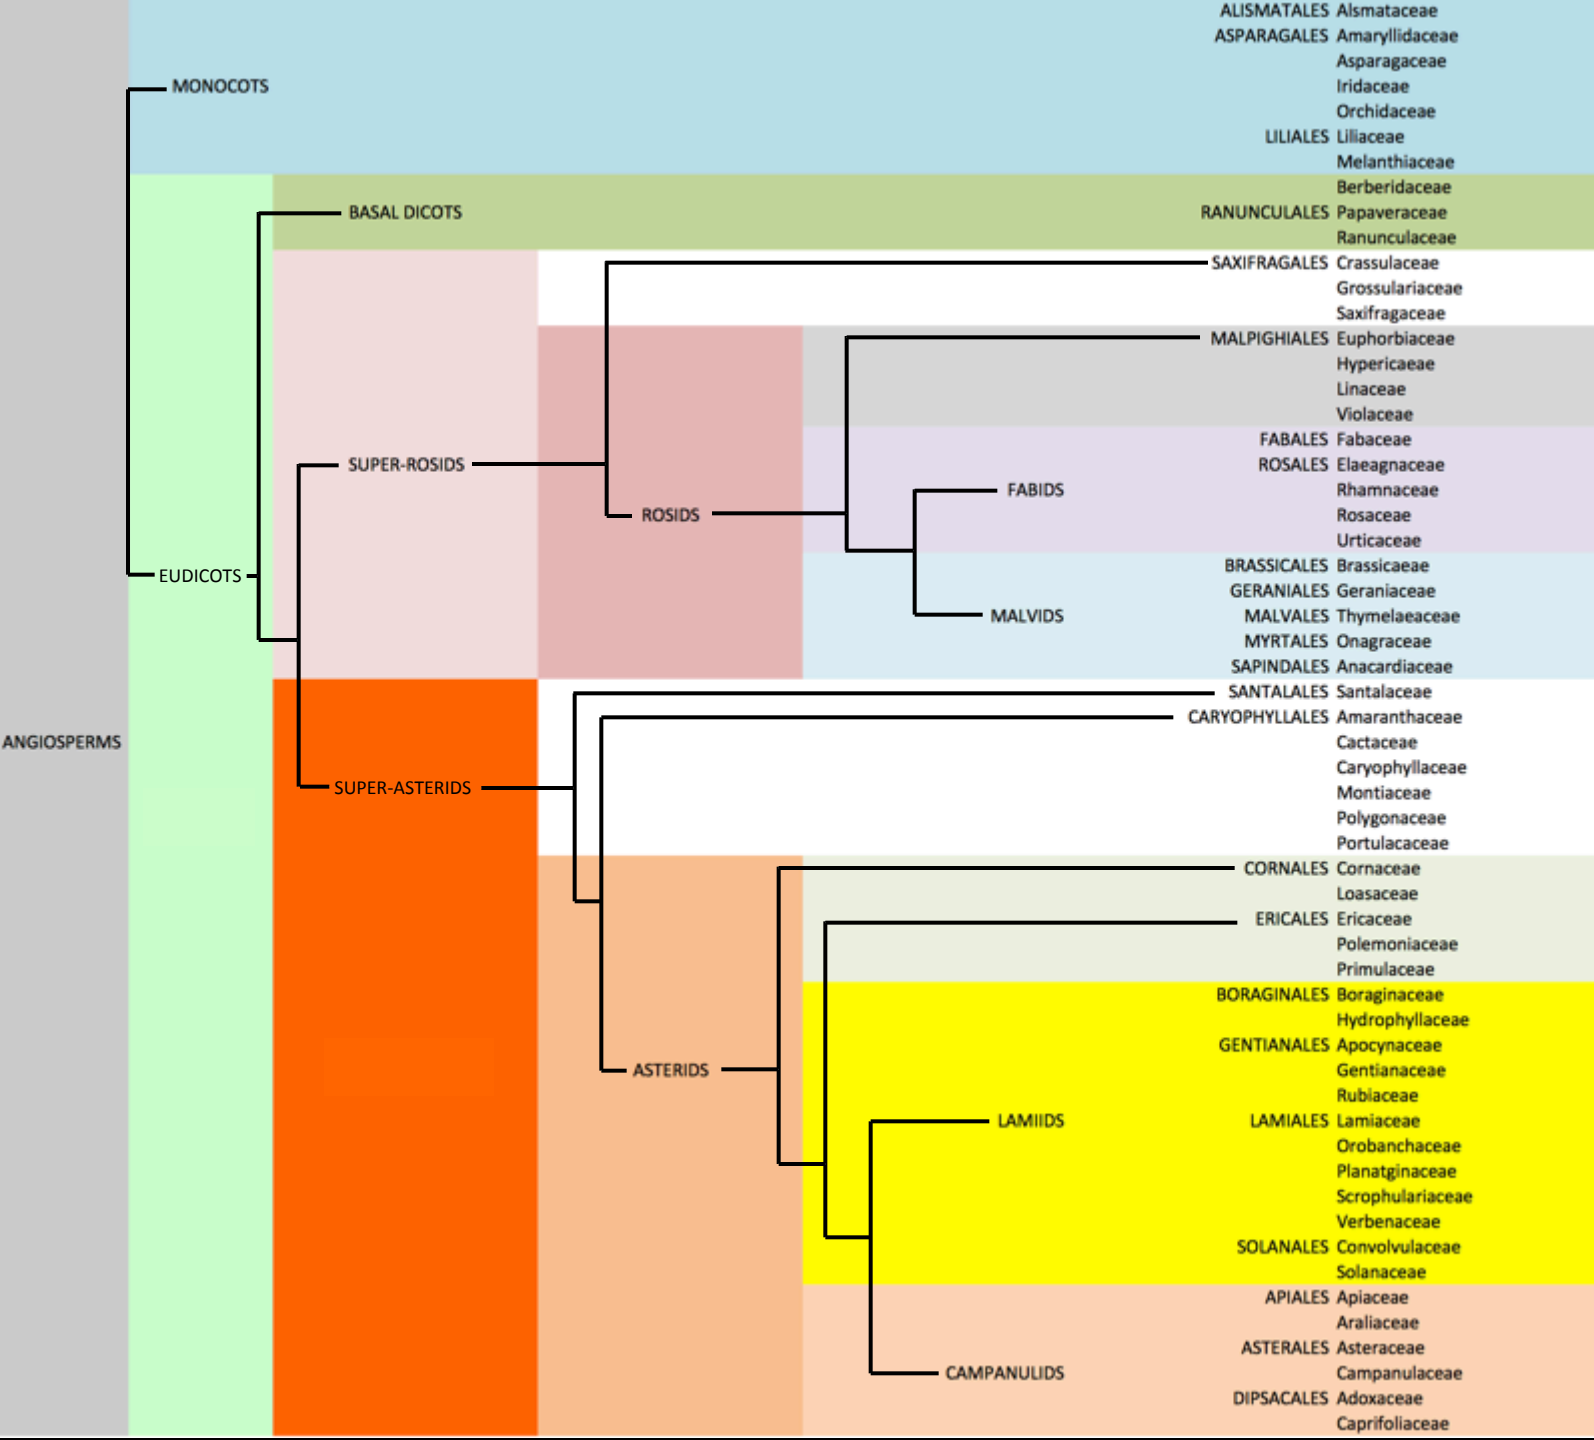 ALISMATALES Alsmataceae
ASPARAGALES Amaryllidaceae
Asparagaceae
MONOCOTS Iridaceae
Orchidaceae
LILIALES Liliaceae
Melanthiaceae
Berberidaceae
BASAL DICOTS RANUNCULALES Papaveraceae
Ranunculaceae
SAXIFRAGALES Crassulaceae
Grossulariaceae
Saxifragaceae
MALPIGHIALES Euphorbiaceae
Hypericaeae
Linaceae
Violaceae
FABALES Fabaceae
SUPER-ROSIDS ROSALES Elaeagnaceae
FABIDS Rhamnaceae
ROSIDS Rosaceae
Urticaceae
BRASSICALES Brassicaeae
EUDICOTS GERANIALES Geraniaceae
MALVIDS MALVALES Thymelaeaceae
MYRTALES Onagraceae
SAPINDALES Anacardiaceae
SANTALALES Santalaceae
CARYOPHYLLALES Amaranthaceae
ANGIOSPERMS Cactaceae
Caryophyllaceae
SUPER-ASTERIDS Montiaceae
Polygonaceae
Portulacaceae
CORNALES Cornaceae
Loasaceae
ERICALES Ericaceae
Polemoniaceae
Primulaceae
BORAGINALES Boraginaceae
Hydrophyllaceae
GENTIANALES Apocynaceae
ASTERIDS Gentianaceae
Rubiaceae
LAMIIDS LAMIALES Lamiaceae
Orobanchaceae
Planatginaceae
Scrophulariaceae
Verbenaceae
SOLANALES Convolvulaceae
Solanaceae
APIALES Apiaceae
Araliaceae
ASTERALES Asteraceae
CAMPANULIDS Campanulaceae
DIPSACALES Adoxaceae
Caprifoliaceae